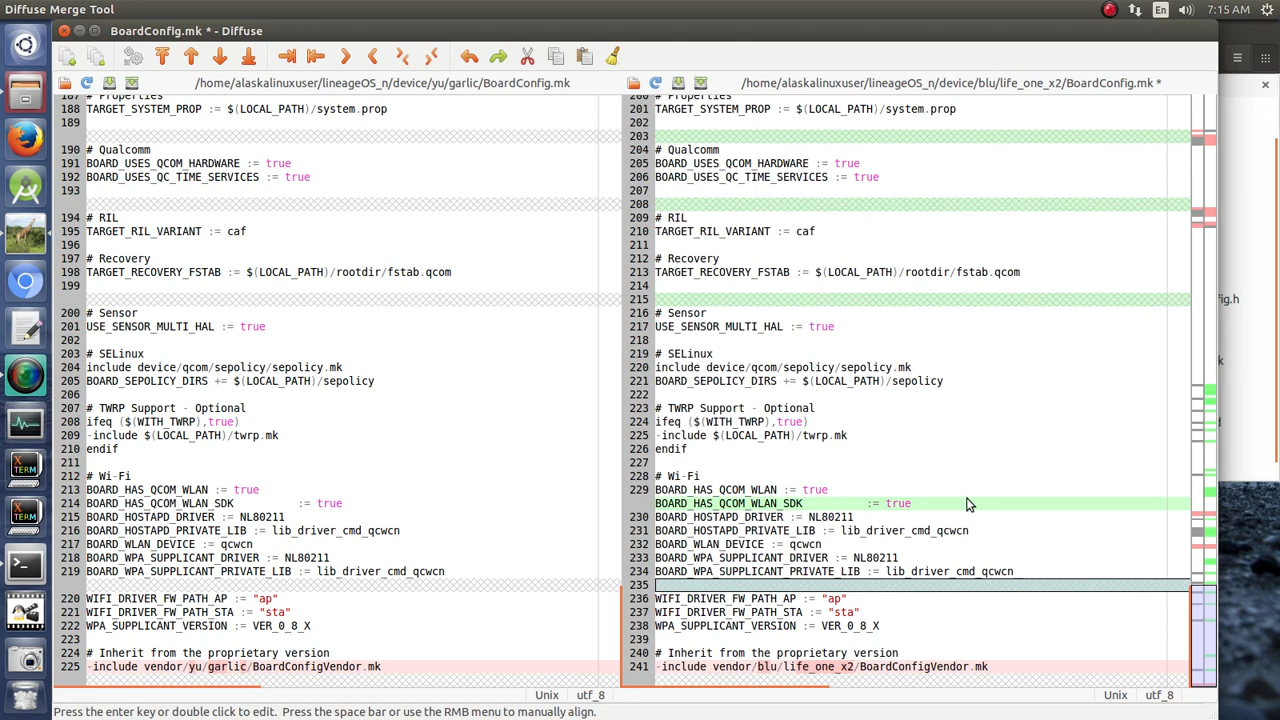 Diffuse Merge Tool
En
7:15 AM
BoardConfig.mk * - Diffuse
/home/alaskalinuxuser/lineageOS_n/device/yu/garlic/BoardConfig.mk
187 # Properties
188 TARGET_SYSTEM_PROP := $(LOCAL_PATH)/system.prop
189
190 # Qualcomm
191 BOARD_USES_QCOM_HARDWARE := true
192 BOARD_USES_QC_TIME_SERVICES := true
193
194 # RIL
195 TARGET_RIL_VARIANT := caf
196
197 # Recovery
198 TARGET_RECOVERY_FSTAB := $(LOCAL_PATH)/rootdir/fstab.qcom
199
200 # Sensor
201 USE_SENSOR_MULTI_HAL := true
202
203 # SELinux
204 include device/qcom/sepolicy/sepolicy.mk
205 BOARD_SEPOLICY_DIRS += $(LOCAL_PATH)/sepolicy
206
207 # TWRP Support - Optional
208 ifeq ($(WITH_TWRP),true)
209 -include $(LOCAL_PATH)/twrp.mk
210 endif
211
212 # Wi-Fi
213 BOARD_HAS_QCOM_WLAN := true
214 BOARD_HAS_QCOM_WLAN_SDK := true
215 BOARD_HOSTAPD_DRIVER := NL80211
216 BOARD_HOSTAPD_PRIVATE_LIB := lib_driver_cmd_qcwcn
217 BOARD_WLAN_DEVICE := qcwcn
218 BOARD_WPA_SUPPLICANT_DRIVER := NL80211
219 BOARD_WPA_SUPPLICANT_PRIVATE_LIB := lib_driver_cmd_qcwcn
220 WIFI_DRIVER_FW_PATH_AP := "ap"
221 WIFI_DRIVER_FW_PATH_STA := "sta"
222 WPA_SUPPLICANT_VERSION := VER_0_8_X
223
224 # Inherit from the proprietary version
225 -include vendor/yu/garlic/BoardConfigVendor.mk
Unix utf_8
/home/alaskalinuxuser/lineageOS_n/device/blu/life_one_x2/BoardConfig.mk *
200 # Properties
201 TARGET_SYSTEM_PROP := $(LOCAL_PATH)/system.prop
202
203
204 # Qualcomm
205 BOARD_USES_QCOM_HARDWARE := true
206 BOARD_USES_QC_TIME_SERVICES := true
207
208
209 # RIL
210 TARGET_RIL_VARIANT := caf
211
212 # Recovery
213 TARGET_RECOVERY_FSTAB := $(LOCAL_PATH)/rootdir/fstab.qcom
214
215
216 # Sensor
217 USE_SENSOR_MULTI_HAL := true
218
219 # SELinux
220 include device/qcom/sepolicy/sepolicy.mk
221 BOARD_SEPOLICY_DIRS += $(LOCAL_PATH)/sepolicy
222
223 # TWRP Support - Optional
224 ifeq ($(WITH_TWRP),true)
225 -include $(LOCAL_PATH)/twrp.mk
226 endif
227
228 # Wi-Fi
229 BOARD_HAS_QCOM_WLAN := true
BOARD_HAS_QCOM_WLAN_SDK := true
230 BOARD_HOSTAPD_DRIVER := NL80211
231 BOARD_HOSTAPD_PRIVATE_LIB := lib_driver_cmd_qcwcn
232 BOARD_WLAN_DEVICE := qcwcn
233 BOARD_WPA_SUPPLICANT_DRIVER := NL80211
234 BOARD_WPA_SUPPLICANT_PRIVATE_LIB := lib_driver_cmd_qcwcn
235
236 WIFI_DRIVER_FW_PATH_AP := "ap"
237 WIFI_DRIVER_FW_PATH_STA := "sta"
238 WPA_SUPPLICANT_VERSION := VER_0_8_X
239
240 # Inherit from the proprietary version
241 -include vendor/blu/life_one_x2/BoardConfigVendor.mk
Unix utf_8
Press the enter key or double click to edit. Press the space bar or use the RMB menu to manually align.
X TERM
X TERM
fig.h